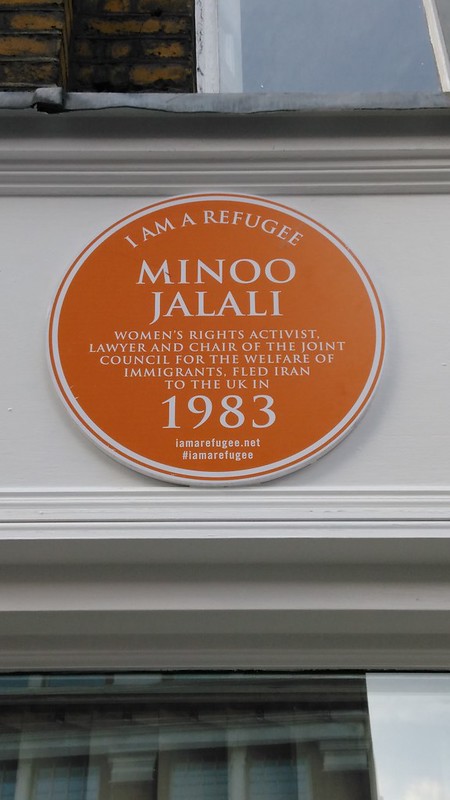 I AM A REFUGEE
MINOO
JALALI
WOMEN'S RIGHTS ACTIVIST,
LAWYER AND CHAIR OF THE JOINT
COUNCIL FOR THE WELFARE OF
IMMIGRANTS, FLED IRAN
TO THE UK IN
1983
iamarefugee.net
#iamarefugee